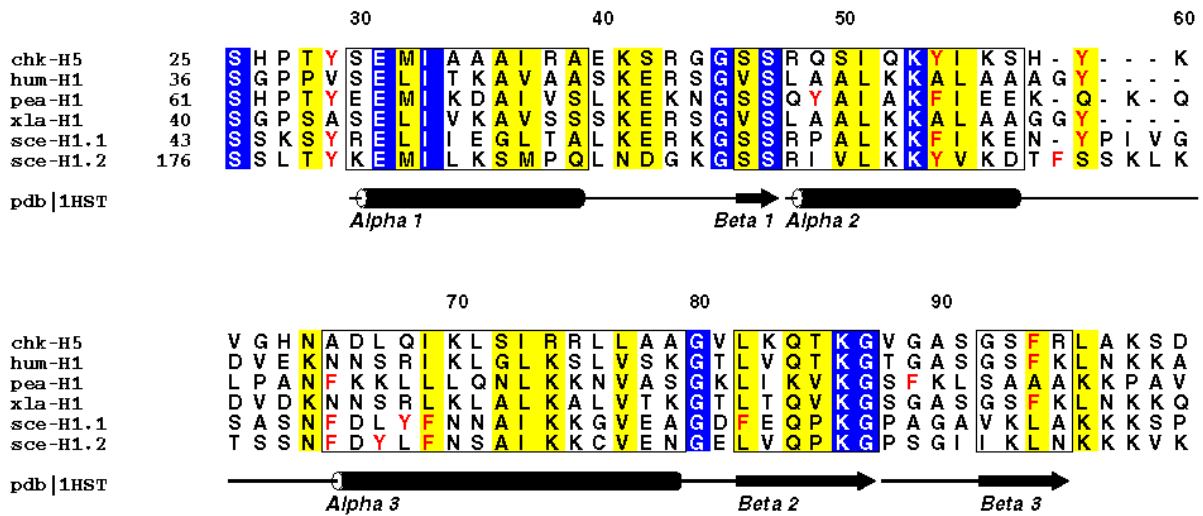 30 40 50 60
chk-H5 25 S H P T Y S E M I A A A I R A E K S R G G S S R Q S I Q K Y I K S H - Y - - - K
hum-H1 36 S G P P V S E L I T K A V A A S K E R S G V S L A A L K K A L A A A G Y - - - -
pea-H1 61 S H P T Y E E M I K D A I V S L K E K N G S S Q Y A I A K F I E E K - Q - K - Q
xla-H1 40 S G P S A S E L I V K A V S S S K E R S G V S L A A L K K A L A A G G Y - - - -
sce-H1.1 43 S S K S Y R E L I I E G L T A L K E R K G S S R P A L K K F I K E N - Y P I V G
sce-H1.2 176 S S L T Y K E M I L K S M P Q L N D G K G S S R I V L K K Y V K D T F S S K L K
pdb|1HST
Alpha 1 Beta 1 Alpha 2
70 80 90
chk-H5 V G H N A D L Q I K L S I R R L L A A G V L K Q T K G V G A S G S F R L A K S D
hum-H1 D V E K N N S R I K L G L K S L V S K G T L V Q T K G T G A S G S F K L N K K A
pea-H1 L P A N F K K L L L Q N L K K N V A S G K L I K V K G S F K L S A A A K K P A V
xla-H1 D V D K N N S R L K L A L K A L V T K G T L T Q V K G S G A S G S F K L N K K Q
sce-H1.1 S A S N F D L Y F N N A I K K G V E A G D F E Q P K G P A G A V K L A K K K S P
sce-H1.2 T S S N F D Y L F N S A I K K C V E N G E L V Q P K G P S G I I K L N K K K V K
pdb|1HST
Alpha 3 Beta 2 Beta 3